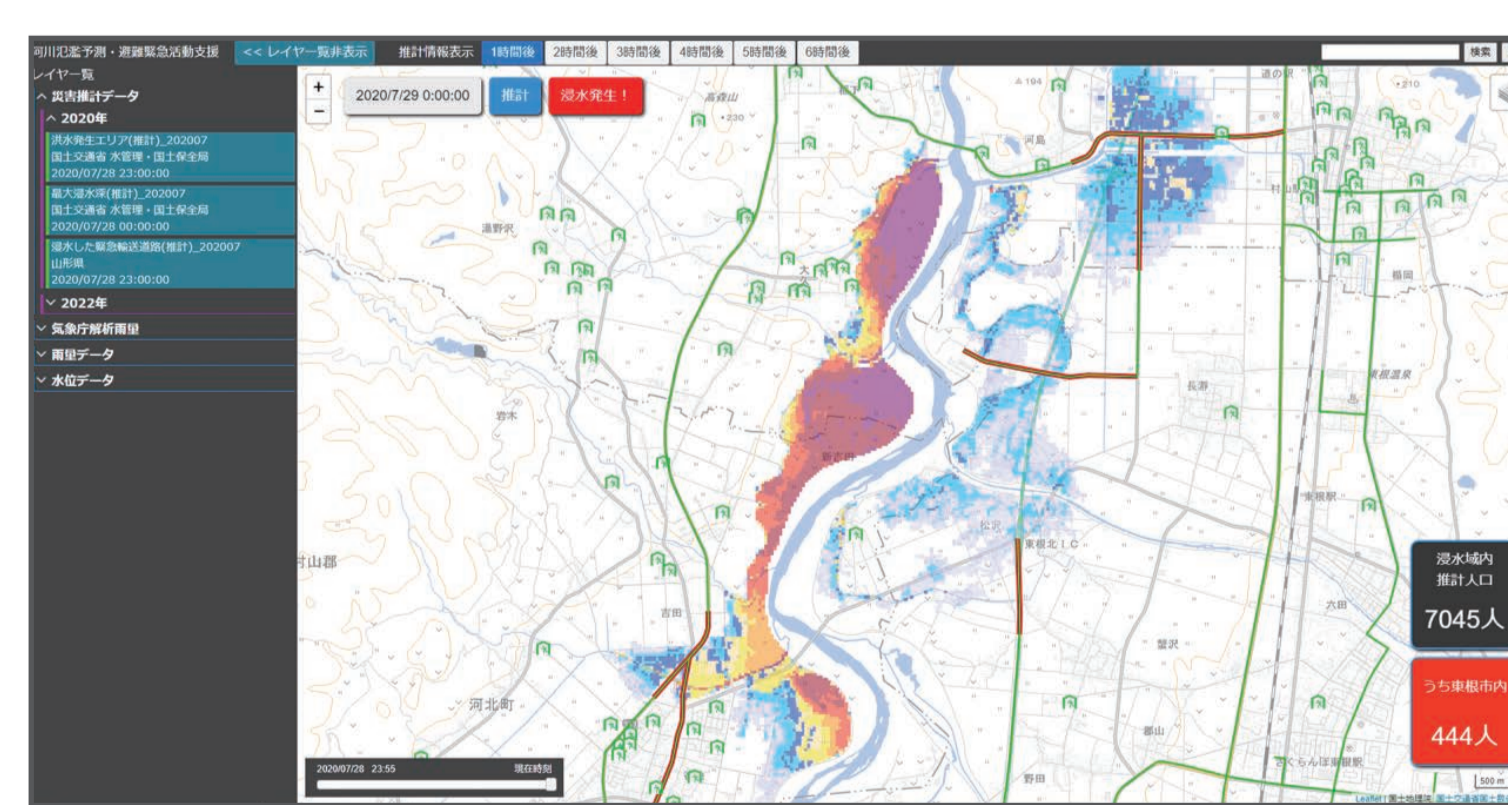 河川氾濫予測・避難緊急活動支援
<< レイヤ一覧非表示
推計情報表示
1時間後
2時間後
3時間後
4時間後
5時間後
6時間後
検索
レイヤ一覧
災害推計データ
2020年
洪水発生エリア(推計)_202007
国土交通省 水管理・国土保全局
2020/07/28 23:00:00
最大浸水深(推計)_202007
国土交通省 水管理・国土保全局
2020/07/28 00:00:00
浸水した緊急輸送道路(推計)_202007
山形県
2020/07/28 23:00:00
2022年
気象庁解析雨量
雨量データ
水位データ
+
−
2020/7/29 0:00:00
推計
浸水発生！
194
210
230
河島
湯野沢
楯岡
岩木
長瀞
東根温泉
東根駅
松沢
東根北IC
村山郡
吉田
六田
蟹沢
河北町
郡山
野田
さくらんぼ東根駅
浸水域内
推計人口
7045人
うち東根市内
444人
2020/07/28 23:55
現在時刻
500 m